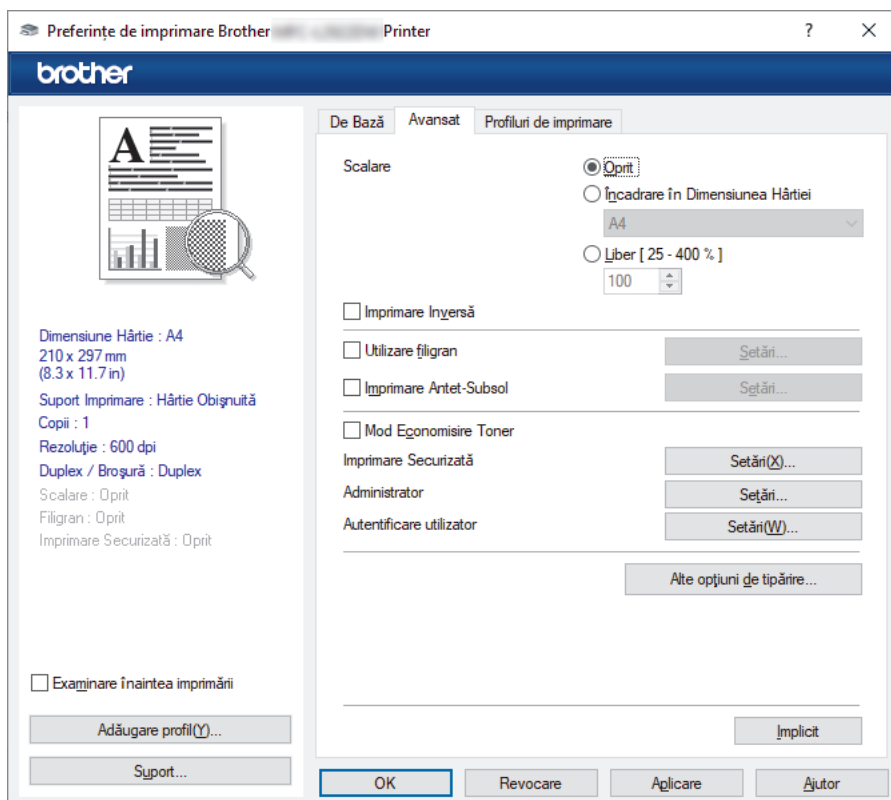 Preferințe de imprimare Brother Printer
brother
De Bază
Avansat
Profiluri de imprimare
A
Dimensiune Hârtie : A4
210 x 297 mm
(8.3 x 11.7 in)
Suport Imprimare : Hârtie Obișnuită
Copii : 1
Rezoluție : 600 dpi
Duplex / Broșură : Duplex
Scalare : Oprit
Filigran : Oprit
Imprimare Securizată : Oprit
Examinare înaintea imprimării
Adăugare profil(Y)...
Suport...
Scalare
Oprit
Încadrare în Dimensiunea Hârtiei
A4
Liber [ 25 - 400 % ]
100
Imprimare Inversă
Utilizare filigran
Setări...
Imprimare Antet-Subsol
Setări...
Mod Economisire Toner
Imprimare Securizată
Setări(X)...
Administrator
Setări...
Autentificare utilizator
Setări(W)...
Alte opțiuni de tipărire...
Implicit
OK
Revocare
Aplicare
Ajutor